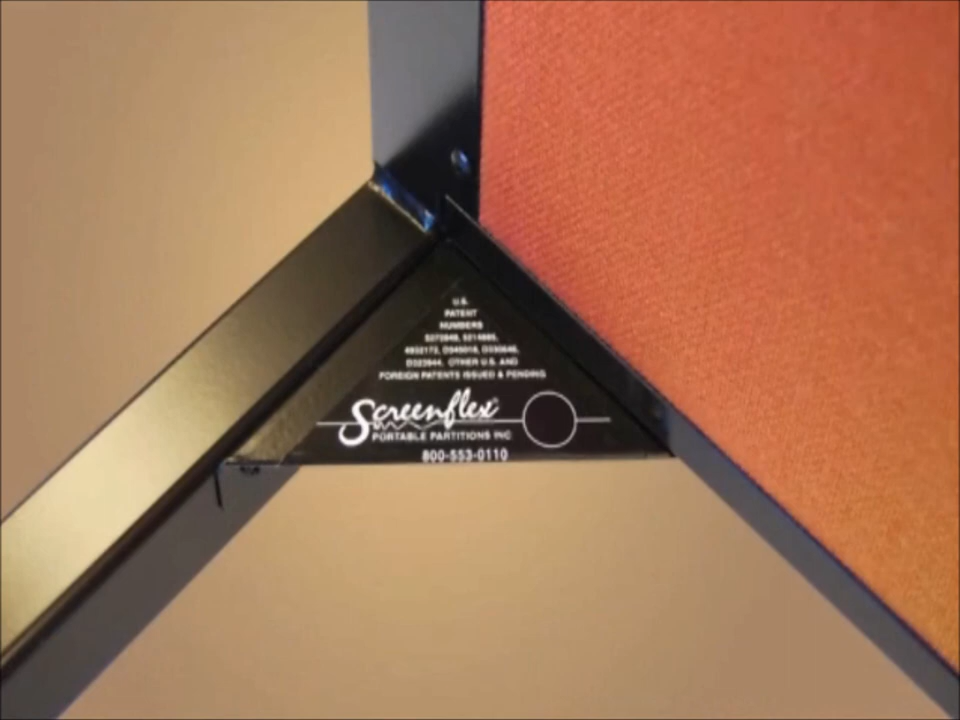 U.S.
PATENT
NUMBERS
OTHER U.S. AND
FOREIGN PATENTS ISSUED & PENDING
Screenflex®
PORTABLE PARTITIONS INC
800-553-0110